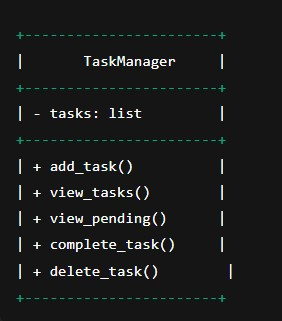 +-----------------------+
|       TaskManager     |
+-----------------------+
| - tasks: list         |
+-----------------------+
| + add_task()          |
| + view_tasks()        |
| + view_pending()      |
| + complete_task()     |
| + delete_task()        |
+-----------------------+